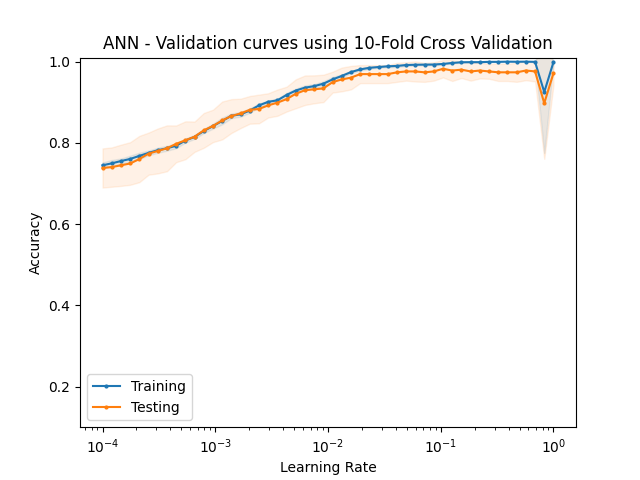 ANN - Validation curves using 10-Fold Cross Validation
Accuracy
1.0
0.8
0.6
0.4
0.2
Training
Testing
10⁻⁴ 10⁻³ 10⁻² 10⁻¹ 10⁰
Learning Rate